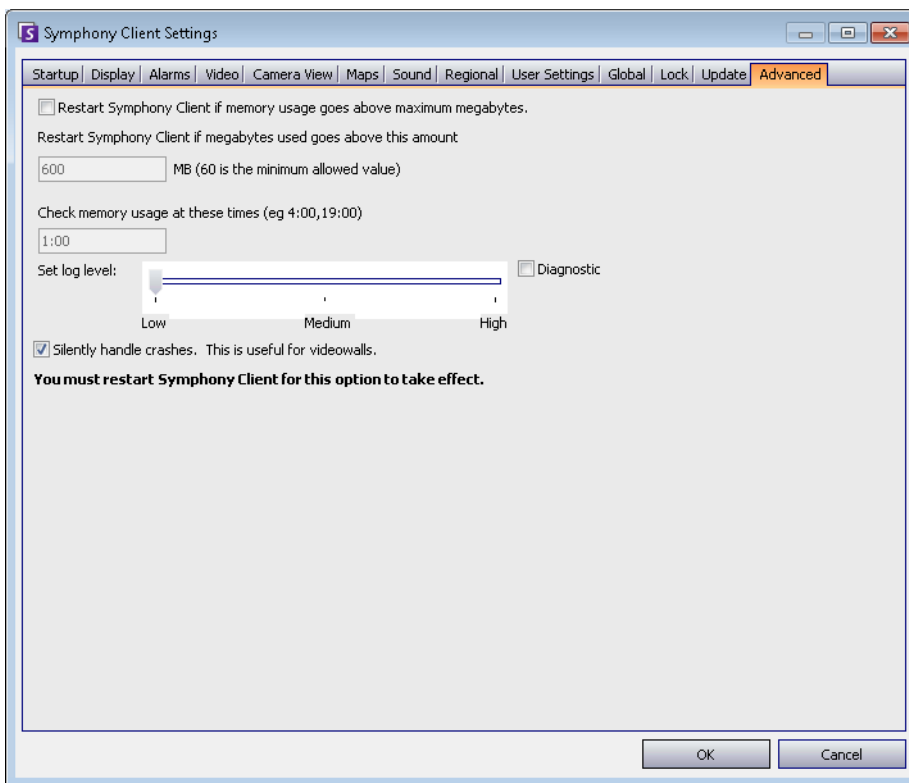 Symphony Client Settings
Startup Display Alarms Video Camera View Maps Sound Regional User Settings Global Lock Update Advanced
Restart Symphony Client if memory usage goes above maximum megabytes.
Restart Symphony Client if megabytes used goes above this amount
600 MB (60 is the minimum allowed value)
Check memory usage at these times (eg 4:00,19:00)
1:00
Set log level: Diagnostic
Low Medium High
Silently handle crashes. This is useful for videowalls.
You must restart Symphony Client for this option to take effect.
OK Cancel